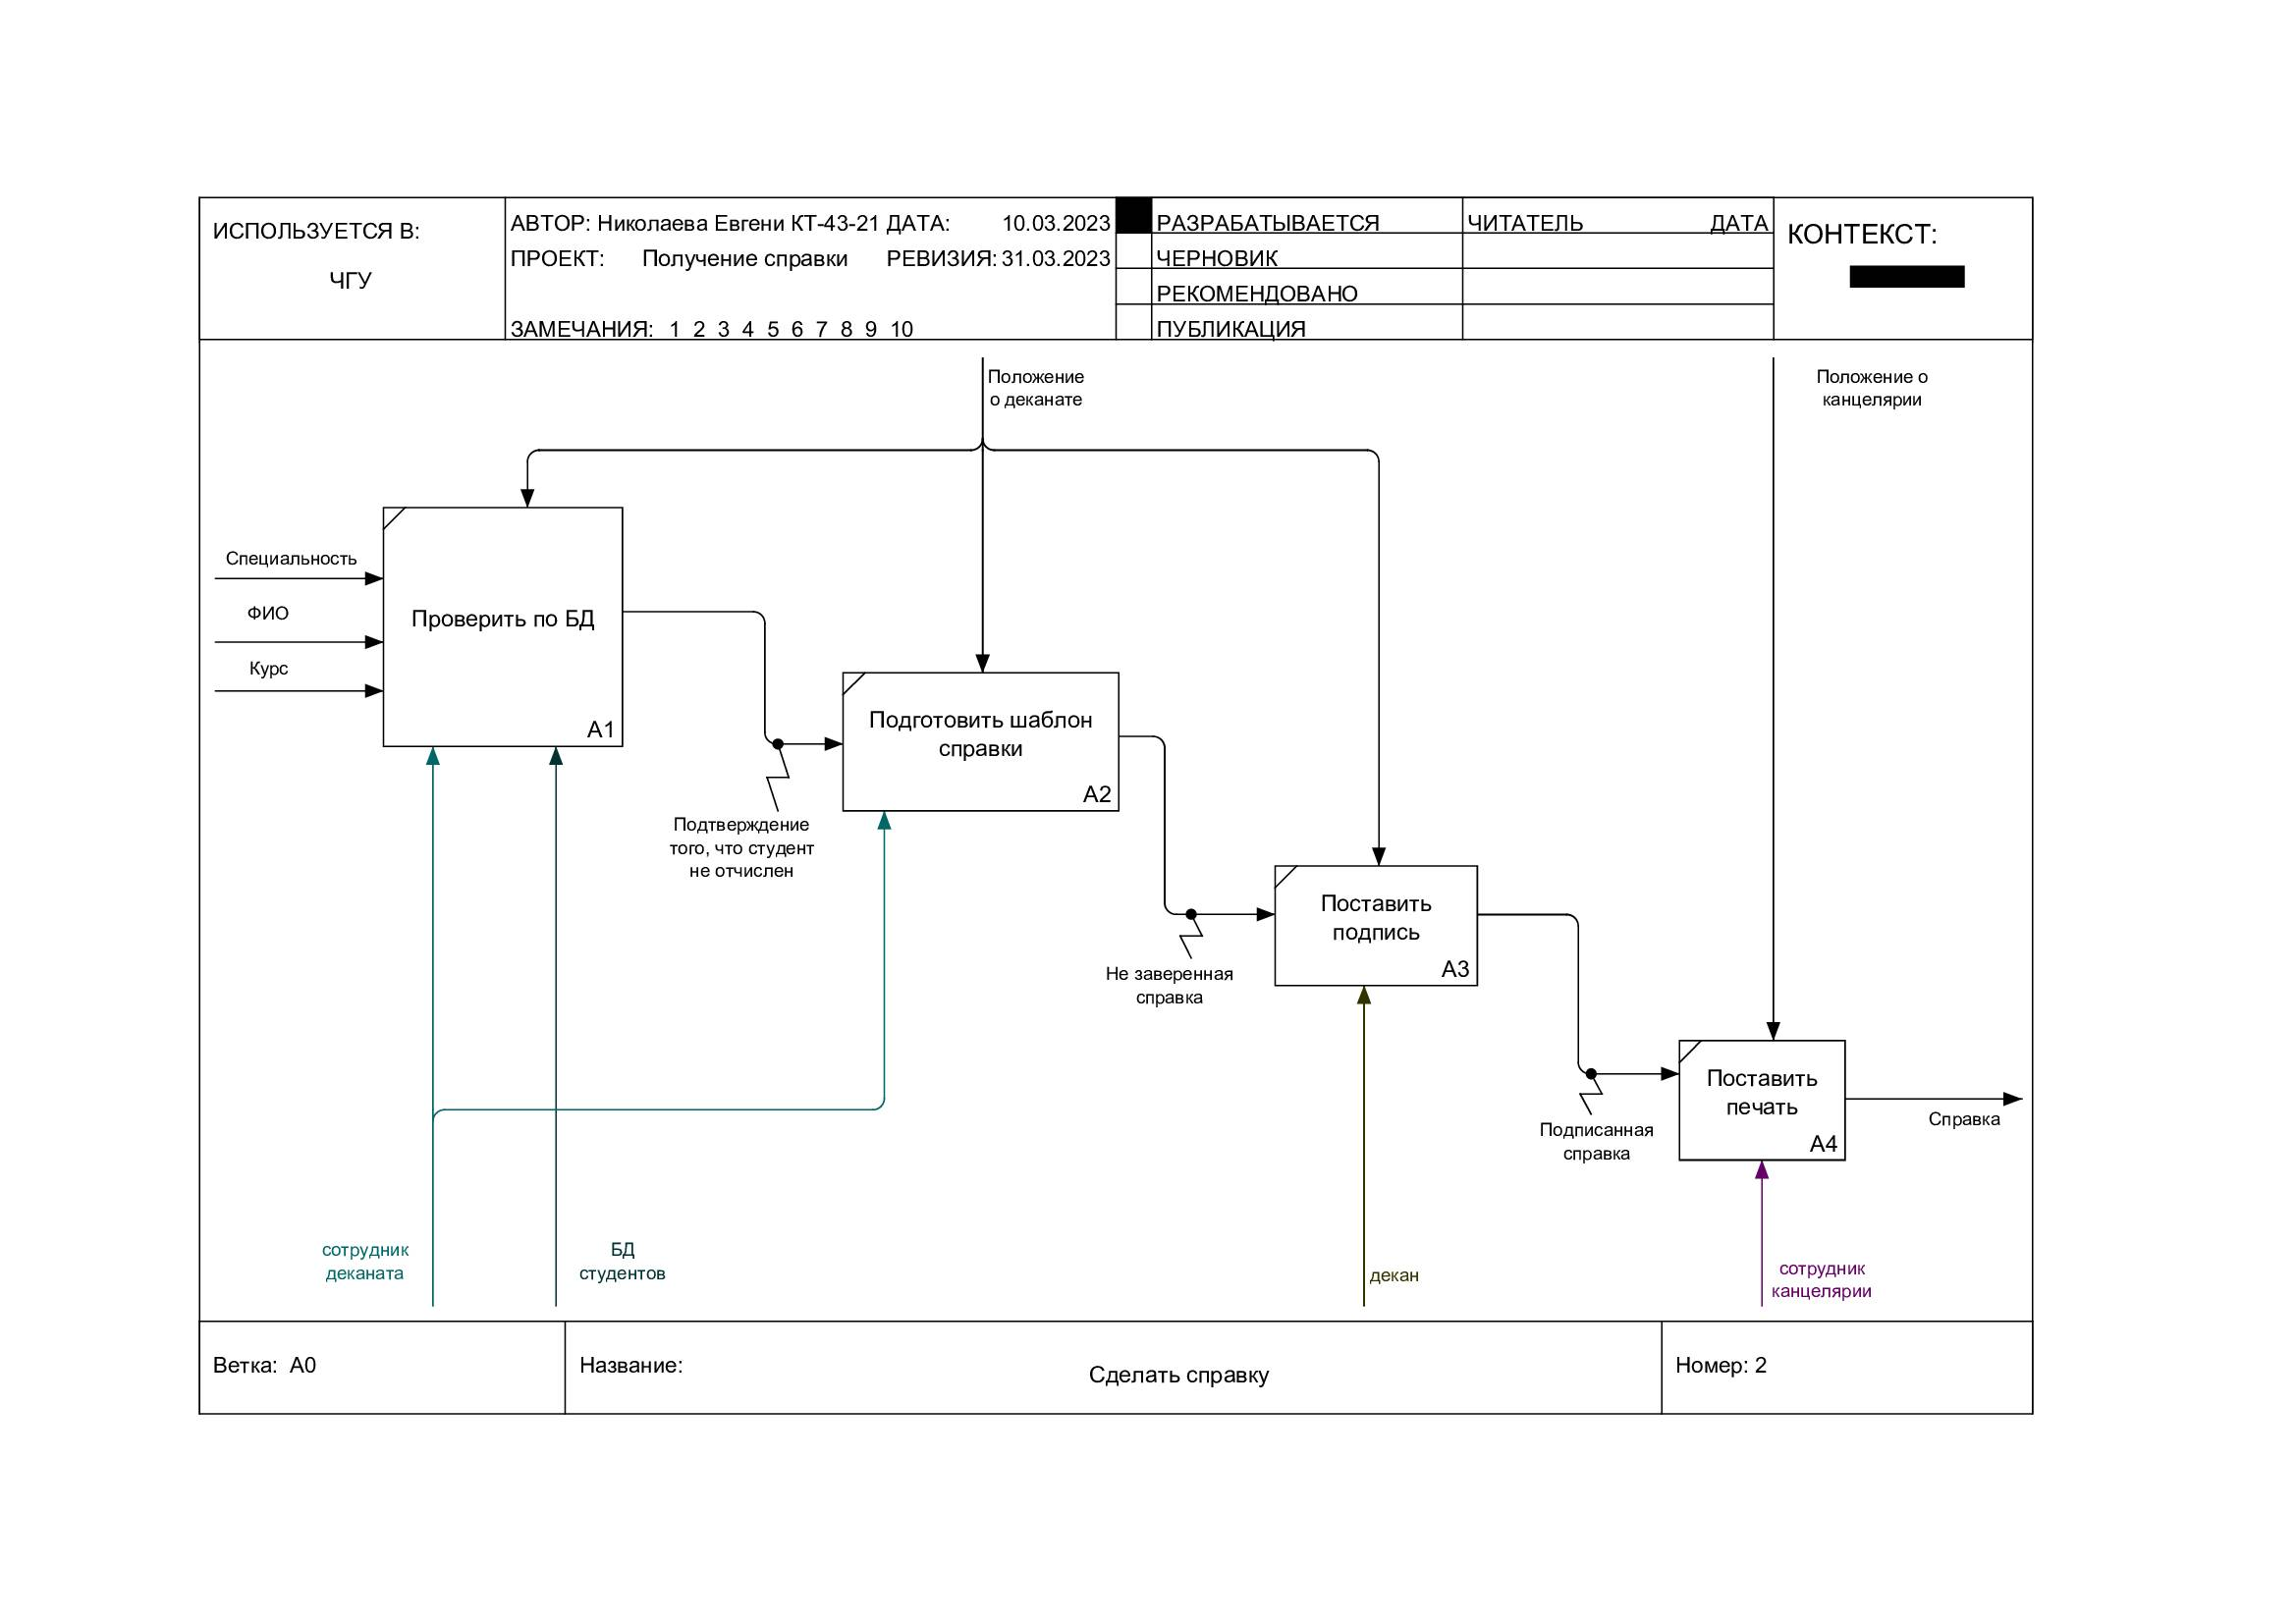 ИСПОЛЬЗУЕТСЯ В:
ЧГУ
АВТОР: Николаева Евгени КТ-43-21 ДАТА: 10.03.2023
ПРОЕКТ: Получение справки РЕВИЗИЯ: 31.03.2023
ЗАМЕЧАНИЯ: 1 2 3 4 5 6 7 8 9 10
РАЗРАБАТЫВАЕТСЯ
ЧЕРНОВИК
РЕКОМЕНДОВАНО
ПУБЛИКАЦИЯ
ЧИТАТЕЛЬ ДАТА
КОНТЕКСТ:
Положение
о деканате
Положение о
канцелярии
Специальность
ФИО
Курс
Проверить по БД
A1
Подготовить шаблон
справки
A2
Подтверждение
того, что студент
не отчислен
Поставить
подпись
A3
Не заверенная
справка
Поставить
печать
A4
Подписанная
справка
Справка
сотрудник
деканата
БД
студентов
декан
сотрудник
канцелярии
Ветка: A0
Название:
Сделать справку
Номер: 2